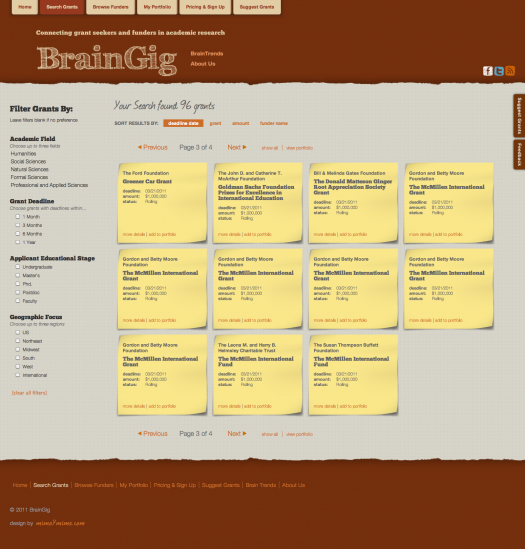 Home
Search Grants
Browse Funders
My Portfolio
Pricing & Sign Up
Suggest Grants
Connecting grant seekers and funders in academic research
BrainGig
BrainTrends
About Us
Suggest Grants
Feedback
Filter Grants By:
Leave filters blank if no preference
Academic Field
Choose up to three fields
Humanities
Social Sciences
Natural Sciences
Formal Sciences
Professional and Applied Sciences
Grant Deadline
Choose grants with deadlines within...
1 Month
3 Months
6 Months
1 Year
Applicant Educational Stage
Undergraduate
Master's
Phd.
Postdoc
Faculty
Geographic Focus
Choose up to three regions
US
Northeast
Midwest
South
West
International
(clear all filters)
Your Search found 96 grants
SORT RESULTS BY: deadline date grant amount funder name
Previous Page 3 of 4 Next show all | view portfolio
The Ford Foundation
Greener Car Grant
deadline: 03/21/2011
amount: $1,000,000
status: Rolling
more details | add to portfolio
The John D. and Catherine T.
McArthur Foundation
Goldman Sachs Foundation
Prizes for Excellence in
International Education
deadline: 03/21/2011
amount: $1,000,000
status: Rolling
more details | add to portfolio
Bill & Melinda Gates Foundation
The Donald Matteson Ginger
Root Appreciation Society
Grant
deadline: 03/21/2011
amount: $1,000,000
status: Rolling
more details | add to portfolio
Gordon and Betty Moore
Foundation
The McMillen International
Grant
deadline: 03/21/2011
amount: $1,000,000
status: Rolling
more details | add to portfolio
Gordon and Betty Moore
Foundation
The McMillen International
Grant
deadline: 03/21/2011
amount: $1,000,000
status: Rolling
more details | add to portfolio
Gordon and Betty Moore
Foundation
The McMillen International
Grant
deadline: 03/21/2011
amount: $1,000,000
status: Rolling
more details | add to portfolio
Gordon and Betty Moore
Foundation
The McMillen International
Grant
deadline: 03/21/2011
amount: $1,000,000
status: Rolling
more details | add to portfolio
Gordon and Betty Moore
Foundation
The McMillen International
Grant
deadline: 03/21/2011
amount: $1,000,000
status: Rolling
more details | add to portfolio
Gordon and Betty Moore
Foundation
The McMillen International
Grant
deadline: 03/21/2011
amount: $1,000,000
status: Rolling
more details | add to portfolio
The Leona M. and Harry B.
Helmsley Charitable Trust
The McMillen International
Fund
deadline: 03/21/2011
amount: $1,000,000
status: Rolling
more details | add to portfolio
The Susan Thompson Buffett
Foundation
The McMillen International
Fund
deadline: 03/21/2011
amount: $1,000,000
status: Rolling
more details | add to portfolio
Previous Page 3 of 4 Next show all | view portfolio
Home | Search Grants | Browse Funders | My Portfolio | Pricing & Sign Up | Suggest Grants | Brain Trends | About Us
© 2011 BrainGig
design by